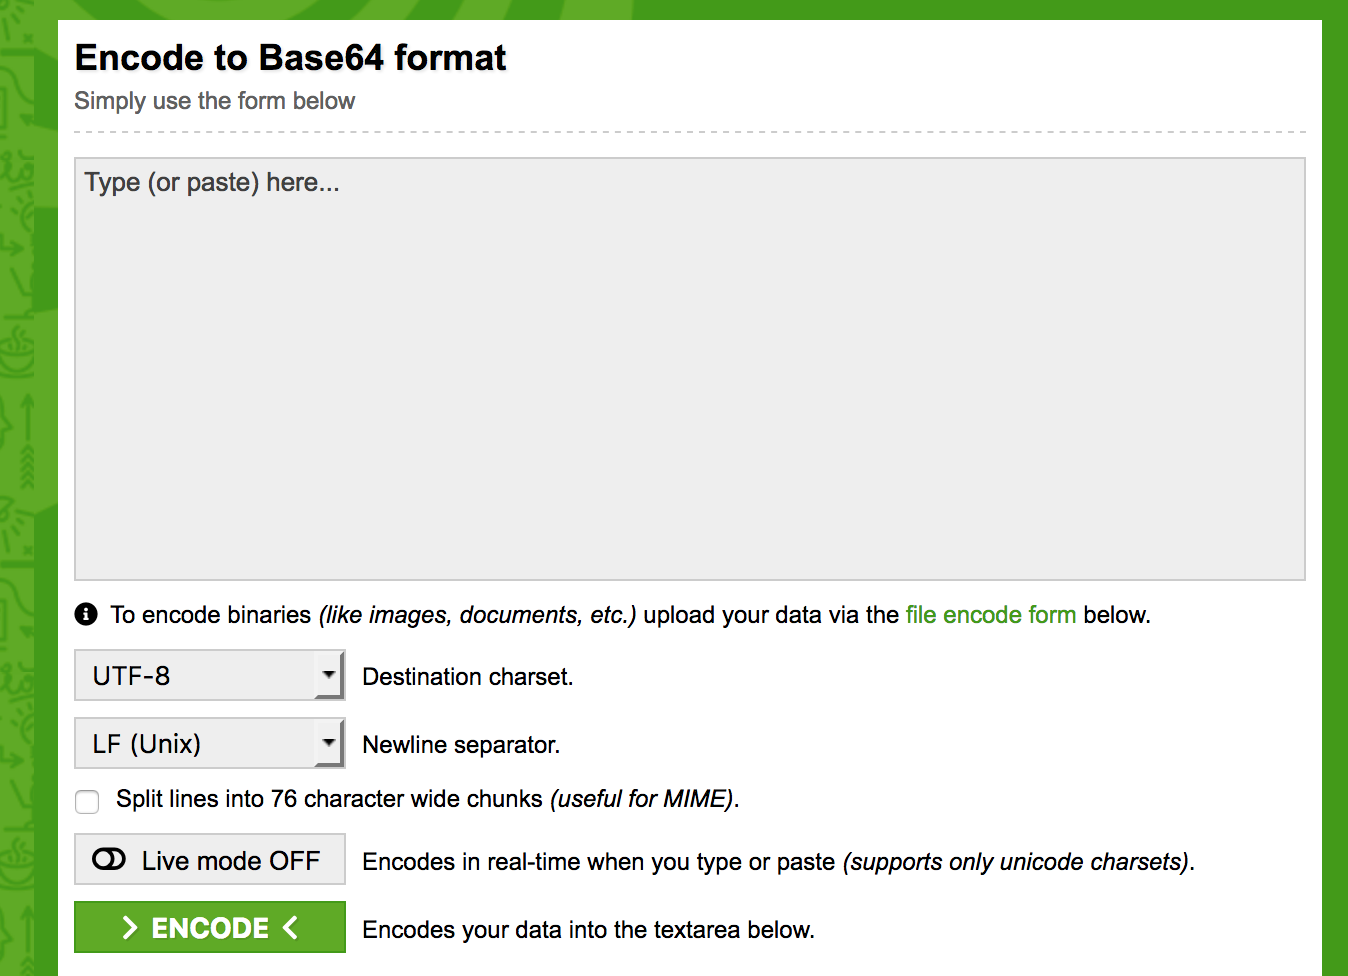 Encode to Base64 format
Simply use the form below
Type (or paste) here...
To encode binaries (like images, documents, etc.) upload your data via the file encode form below.
UTF-8 Destination charset.
LF (Unix) Newline separator.
Split lines into 76 character wide chunks (useful for MIME).
Live mode OFF Encodes in real-time when you type or paste (supports only unicode charsets).
> ENCODE < Encodes your data into the textarea below.